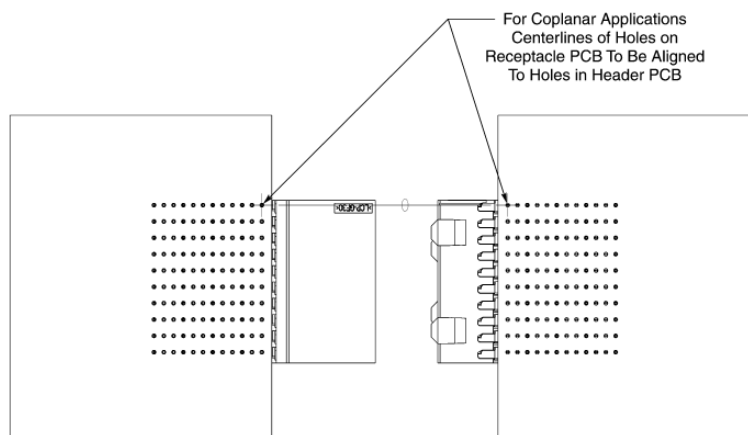 For Coplanar Applications
Centerlines of Holes on
Receptacle PCB To Be Aligned
To Holes in Header PCB